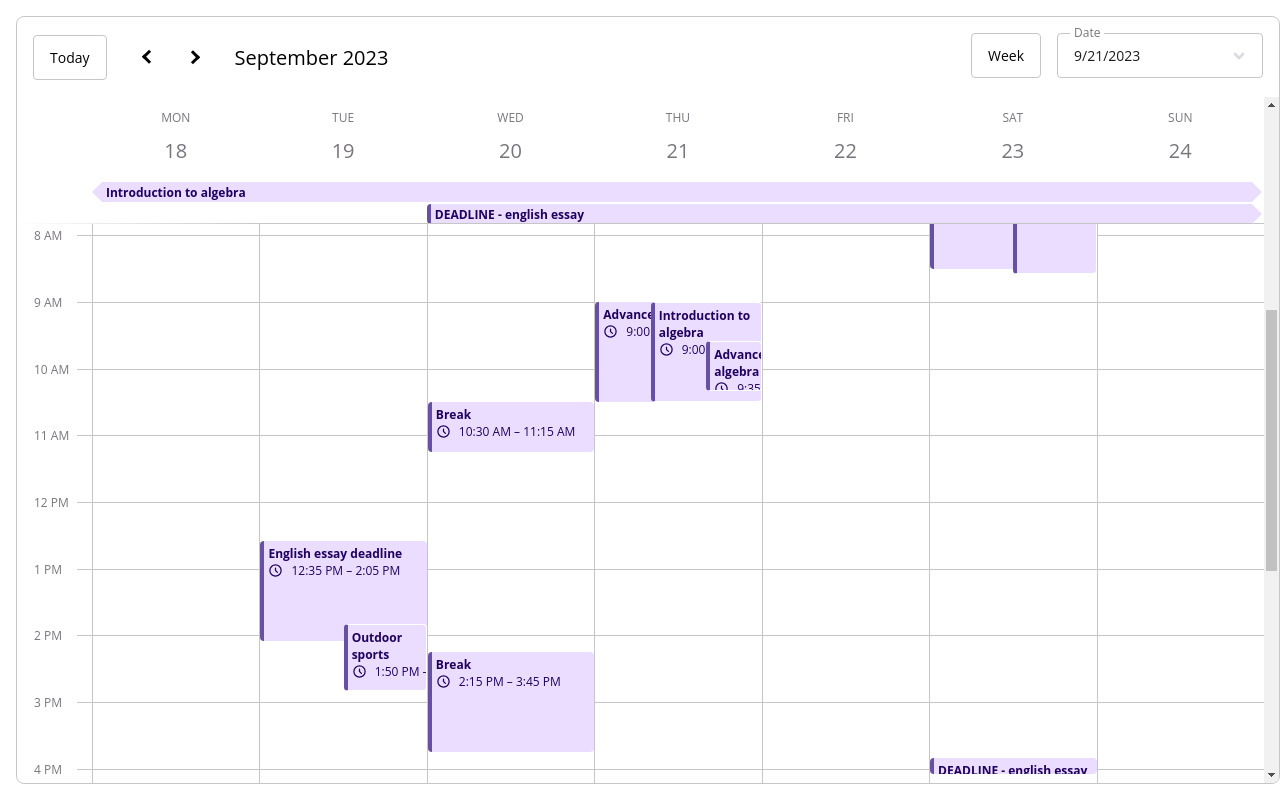 Today
September 2023
Week
Date
9/21/2023
MON
TUE
WED
THU
FRI
SAT
SUN
18
19
20
21
22
23
24
Introduction to algebra
DEADLINE - english essay
8 AM
9 AM
10 AM
11 AM
12 PM
1 PM
2 PM
3 PM
4 PM
English essay deadline
12:35 PM – 2:05 PM
Outdoor
sports
1:50 PM –
Break
10:30 AM – 11:15 AM
Break
2:15 PM – 3:45 PM
Advance
9:00
Introduction to
algebra
9:00
Advance
algebra
9:35
DEADLINE - english essay